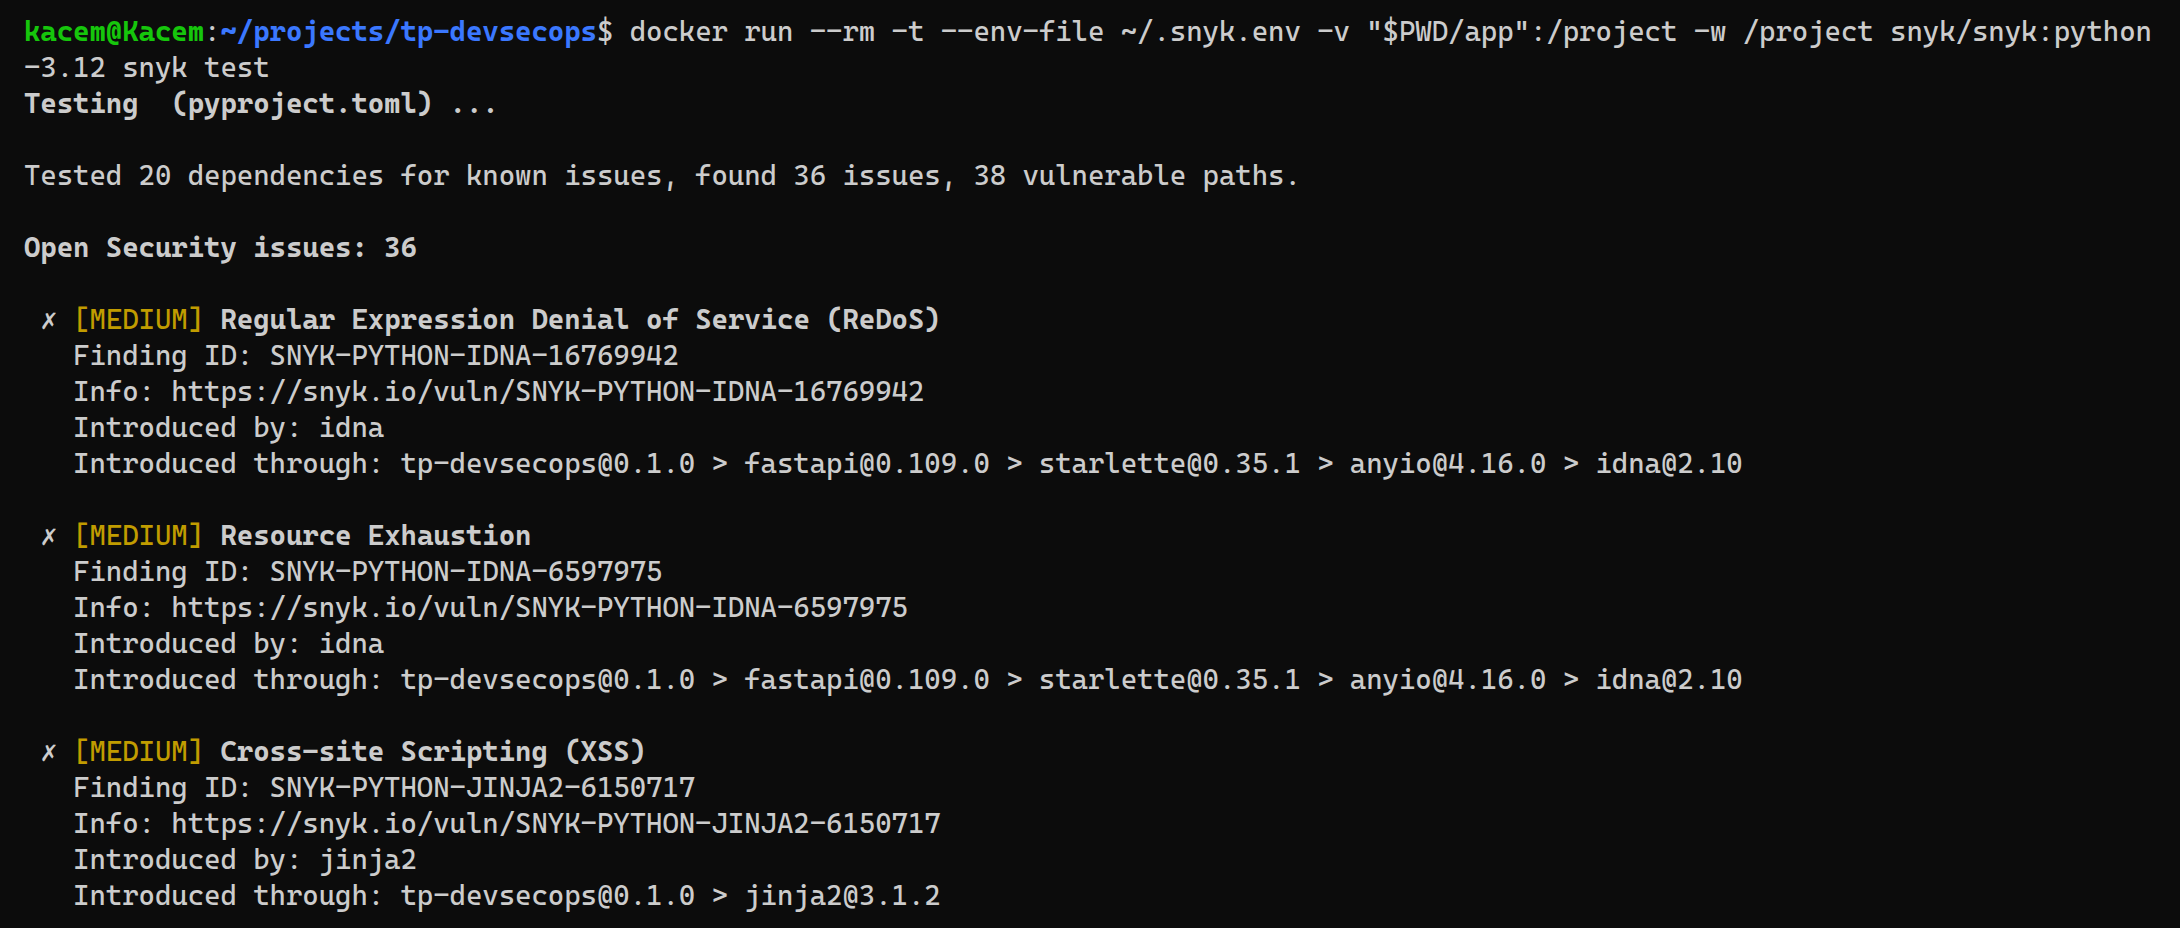 kacem@Kacem:~/projects/tp-devsecops$ docker run --rm -t --env-file ~/.snyk.env -v "$PWD/app":/project -w /project snyk/snyk:python
-3.12 snyk test
Testing  (pyproject.toml) ...
Tested 20 dependencies for known issues, found 36 issues, 38 vulnerable paths.
Open Security issues: 36
✗ [MEDIUM] Regular Expression Denial of Service (ReDoS)
Finding ID: SNYK-PYTHON-IDNA-16769942
Info: https://snyk.io/vuln/SNYK-PYTHON-IDNA-16769942
Introduced by: idna
Introduced through: tp-devsecops@0.1.0 > fastapi@0.109.0 > starlette@0.35.1 > anyio@4.16.0 > idna@2.10
✗ [MEDIUM] Resource Exhaustion
Finding ID: SNYK-PYTHON-IDNA-6597975
Info: https://snyk.io/vuln/SNYK-PYTHON-IDNA-6597975
Introduced by: idna
Introduced through: tp-devsecops@0.1.0 > fastapi@0.109.0 > starlette@0.35.1 > anyio@4.16.0 > idna@2.10
✗ [MEDIUM] Cross-site Scripting (XSS)
Finding ID: SNYK-PYTHON-JINJA2-6150717
Info: https://snyk.io/vuln/SNYK-PYTHON-JINJA2-6150717
Introduced by: jinja2
Introduced through: tp-devsecops@0.1.0 > jinja2@3.1.2